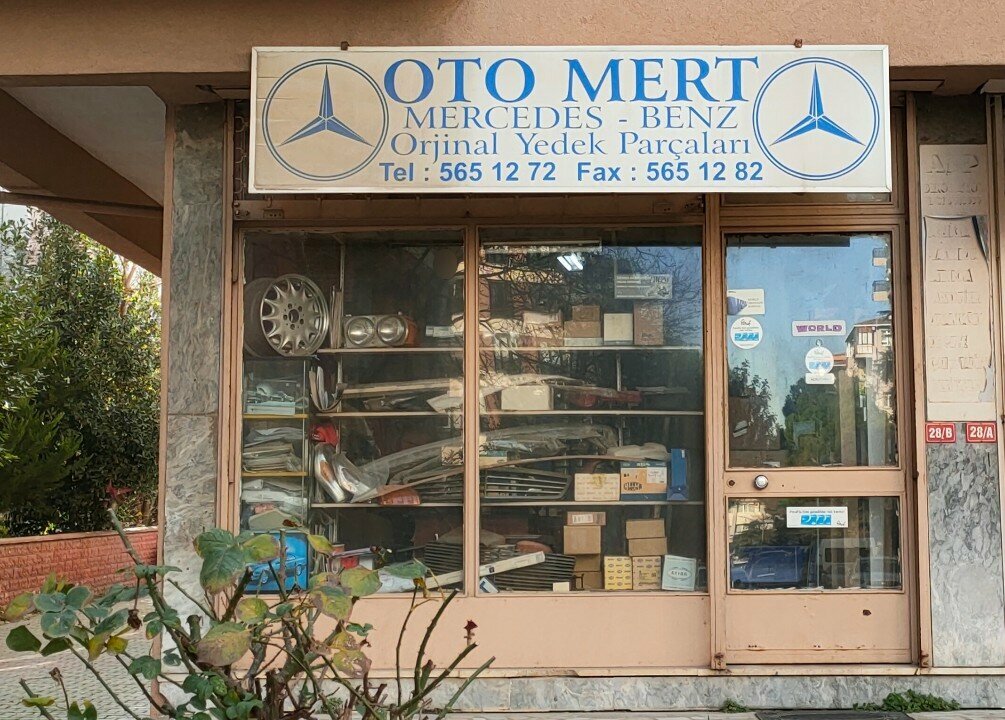 OTO MERT
MERCEDES - BENZ
Orjinal Yedek Parçaları
Tel : 565 12 72 Fax : 565 12 82
WORLD
28/B
28/A